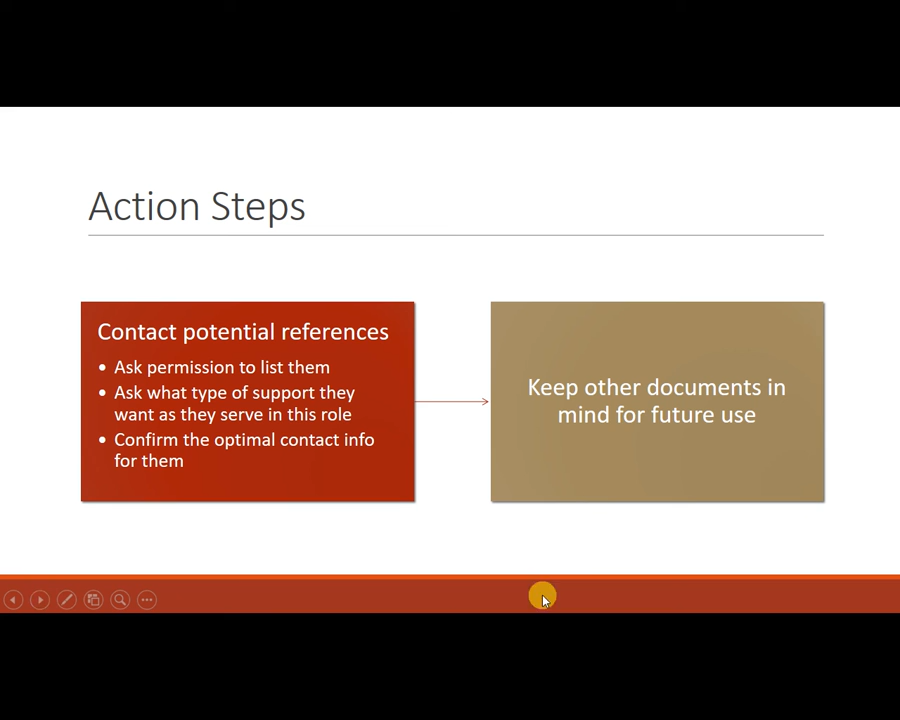 Action Steps
Contact potential references
• Ask permission to list them
• Ask what type of support they
want as they serve in this role
• Confirm the optimal contact info
for them
Keep other documents in
mind for future use